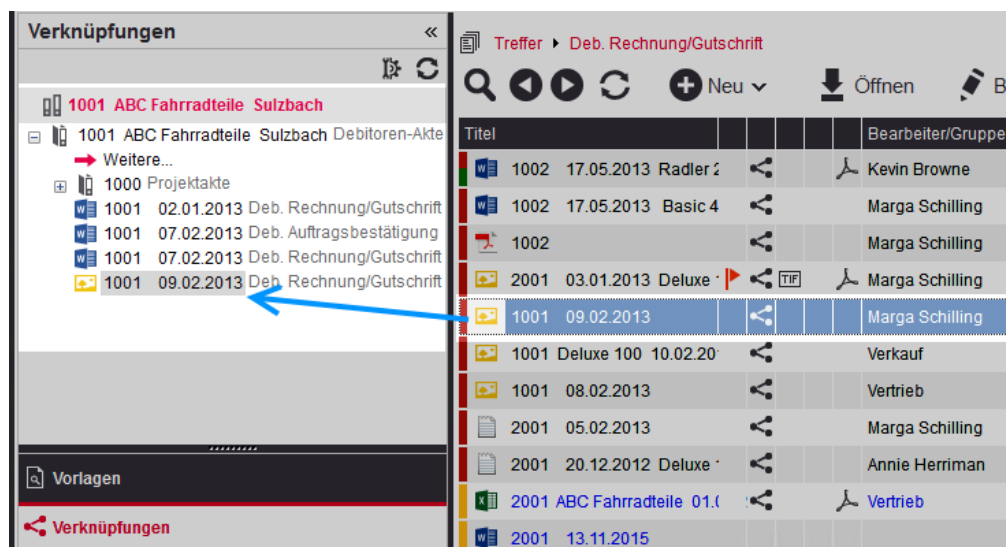 Verknüpfungen «
1001 ABC Fahrradteile Sulzbach
1001 ABC Fahrradteile Sulzbach Debitoren-Akte
Weitere...
1000 Projektakte
1001 02.01.2013 Deb. Rechnung/Gutschrift
1001 07.02.2013 Deb. Auftragsbestätigung
1001 07.02.2013 Deb. Rechnung/Gutschrift
1001 09.02.2013 Deb. Rechnung/Gutschrift
Vorlagen
Verknüpfungen
Treffer Deb. Rechnung/Gutschrift
Neu Öffnen B
Titel Bearbeiter/Gruppe
1002 17.05.2013 Radler 2 Kevin Browne
1002 17.05.2013 Basic 4 Marga Schilling
1002 Marga Schilling
2001 03.01.2013 Deluxe TIF Marga Schilling
1001 09.02.2013 Marga Schilling
1001 Deluxe 100 10.02.20 Verkauf
1001 08.02.2013 Vertrieb
2001 05.02.2013 Marga Schilling
2001 20.12.2012 Deluxe Annie Herriman
2001 ABC Fahrradteile 01.0 Vertrieb
2001 13.11.2015